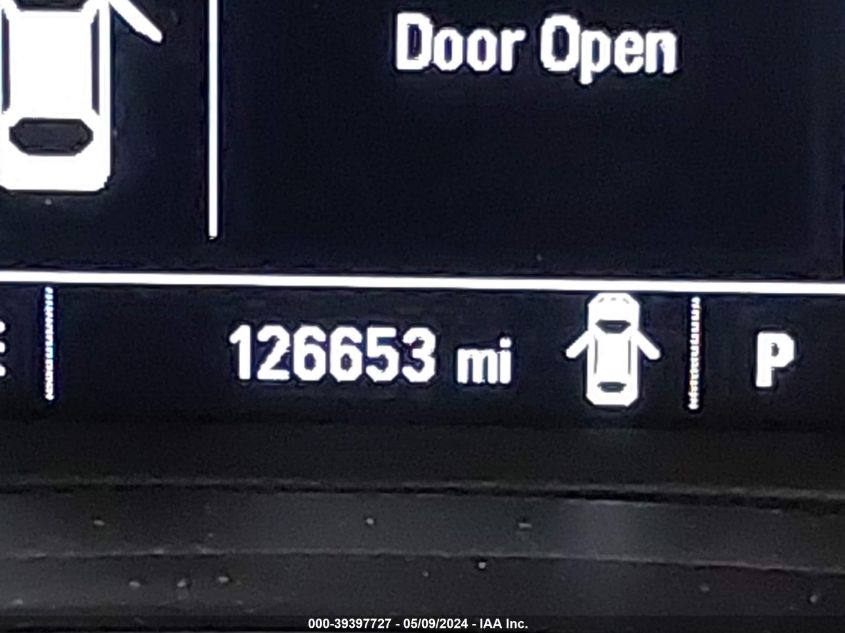 Door Open
126653 mi P
000-39397727 - 05/09/2024 - IAA Inc.